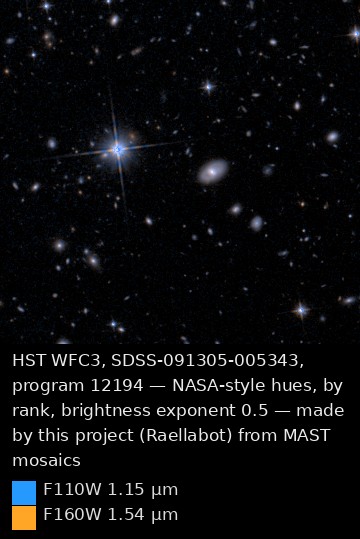 HST WFC3, SDSS-091305-005343,
program 12194 — NASA-style hues, by
rank, brightness exponent 0.5 — made
by this project (Raellabot) from MAST
mosaics
F110W 1.15 µm
F160W 1.54 µm